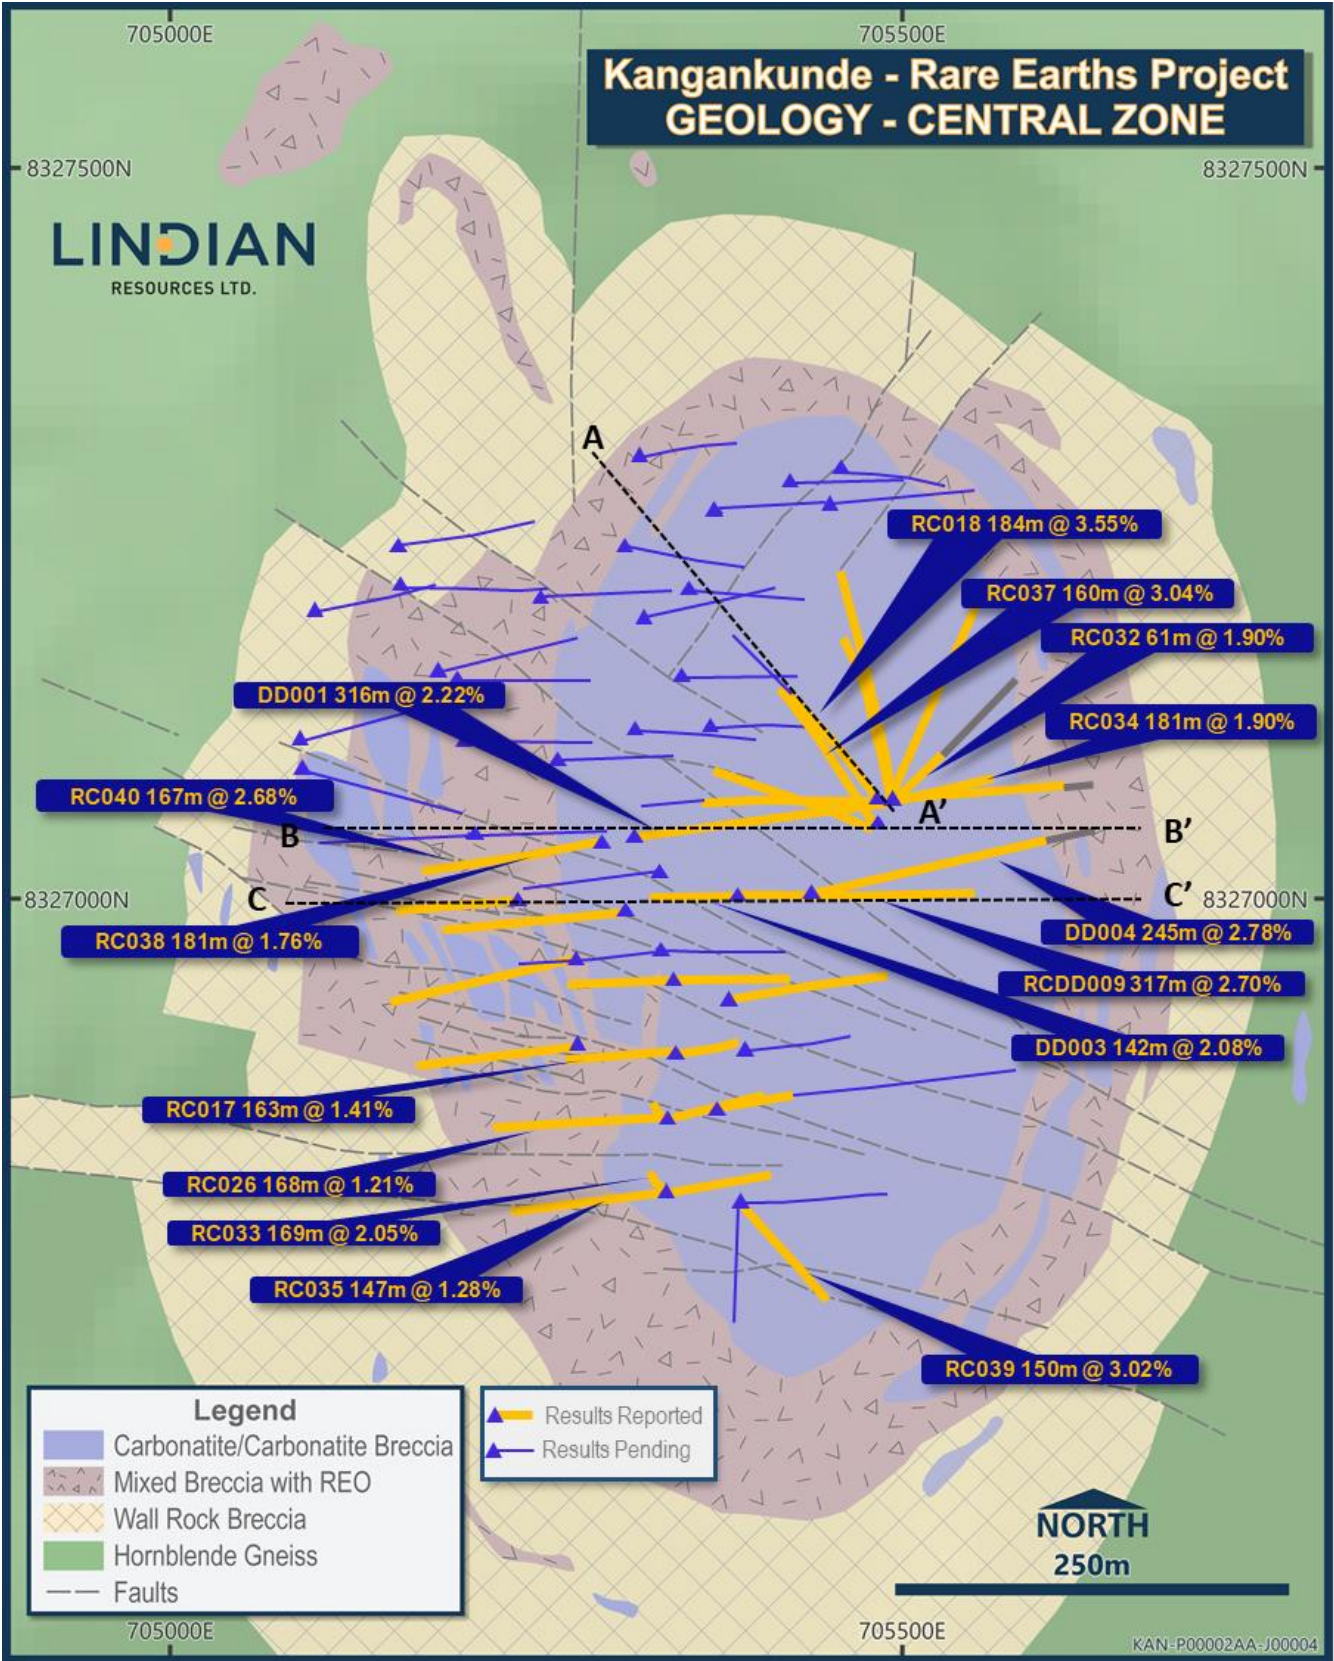 705000E
705500E
Kangankunde - Rare Earths Project
GEOLOGY - CENTRAL ZONE
8327500N
8327500N
LINDIAN
RESOURCES LTD.
A
RC018 184m @ 3.55%
RC037 160m @ 3.04%
RC032 61m @ 1.90%
DD001 316m @ 2.22%
RC034 181m @ 1.90%
RC040 167m @ 2.68%
A'
B
B'
C
C'
8327000N
8327000N
RC038 181m @ 1.76%
DD004 245m @ 2.78%
RCDD009 317m @ 2.70%
DD003 142m @ 2.08%
RC017 163m @ 1.41%
RC026 168m @ 1.21%
RC033 169m @ 2.05%
RC035 147m @ 1.28%
RC039 150m @ 3.02%
Legend
Carbonatite/Carbonatite Breccia
Mixed Breccia with REO
Wall Rock Breccia
Hornblende Gneiss
Faults
Results Reported
Results Pending
NORTH
250m
705000E
705500E
KAN-P00002AA-J00004